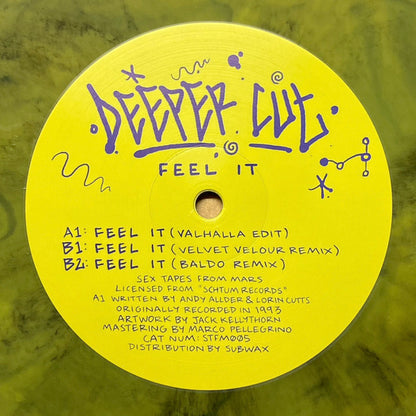 DEEPER CUT
FEEL IT
A1: FEEL IT (VALHALLA EDIT)
B1: FEEL IT (VELVET VELOUR REMIX)
B2: FEEL IT (BALDO REMIX)
SEX TAPES FROM MARS
LICENSED FROM "SCHTUM RECORDS"
A1 WRITTEN BY ANDY ALLDER & LORIN CUTTS
ORIGINALLY RECORDED IN 1993
ARTWORK BY JACK KELLYTHORN
MASTERING BY MARCO PELLEGRINO
CAT NUM: STFM005
DISTRIBUTION BY SUBWAX